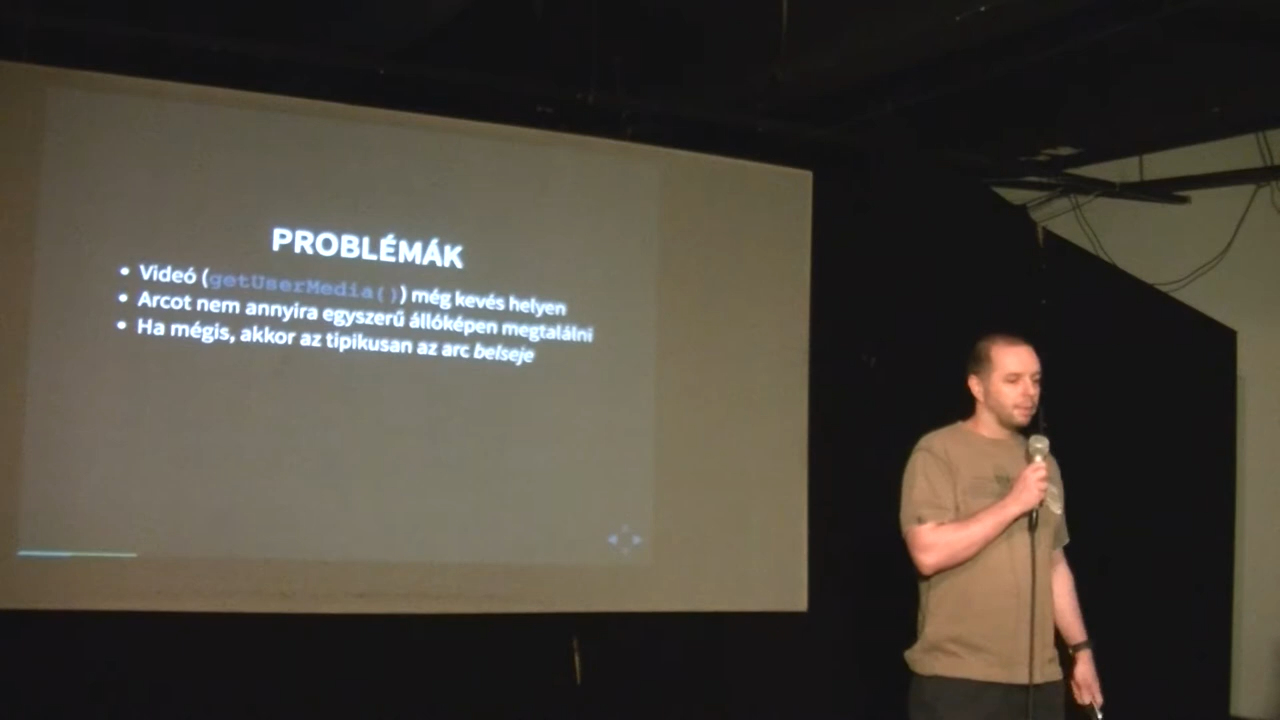 PROBLÉMÁK
• Videó (getUserMedia()) még kevés helyen
• Arcot nem annyira egyszerű állóképen megtalálni
• Ha mégis, akkor az tipikusan az arc belseje